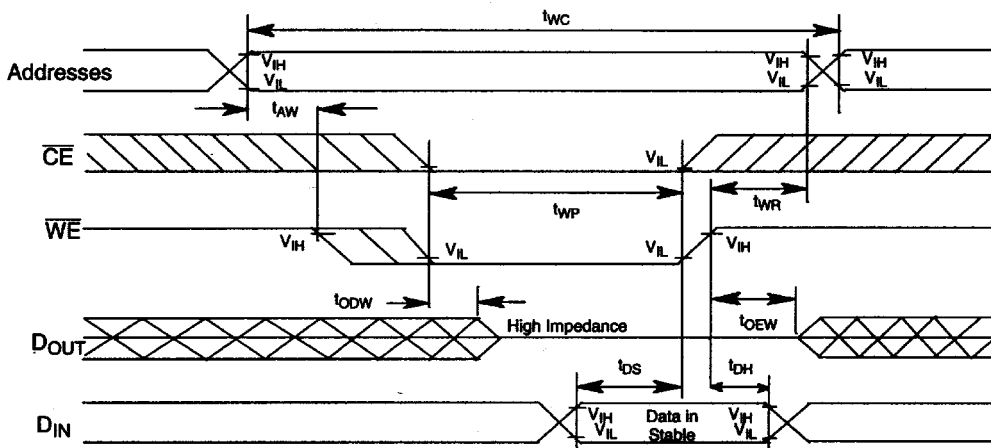 tWC
Addresses VIH VIL VIH VIL VIH VIL
tAW
CE VIL
tWP tWR
WE VIH VIL VIL VIH
tODW tOEW
DOUT High Impedance
tDS tDH
DIN VIH VIL Data in Stable VIH VIL